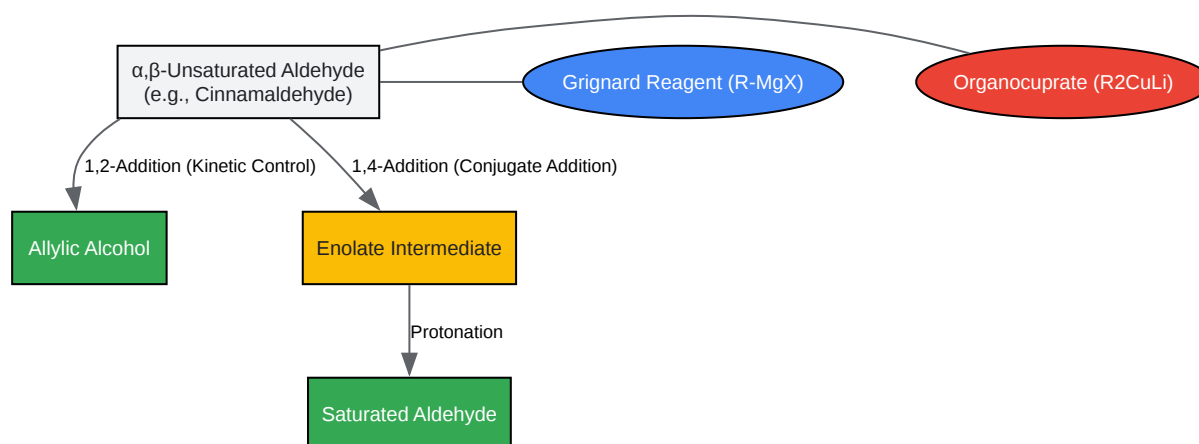 α,β-Unsaturated Aldehyde
(e.g., Cinnamaldehyde)
Grignard Reagent (R-MgX)
Organocuprate (R2CuLi)
1,2-Addition (Kinetic Control)
1,4-Addition (Conjugate Addition)
Allylic Alcohol
Enolate Intermediate
Protonation
Saturated Aldehyde